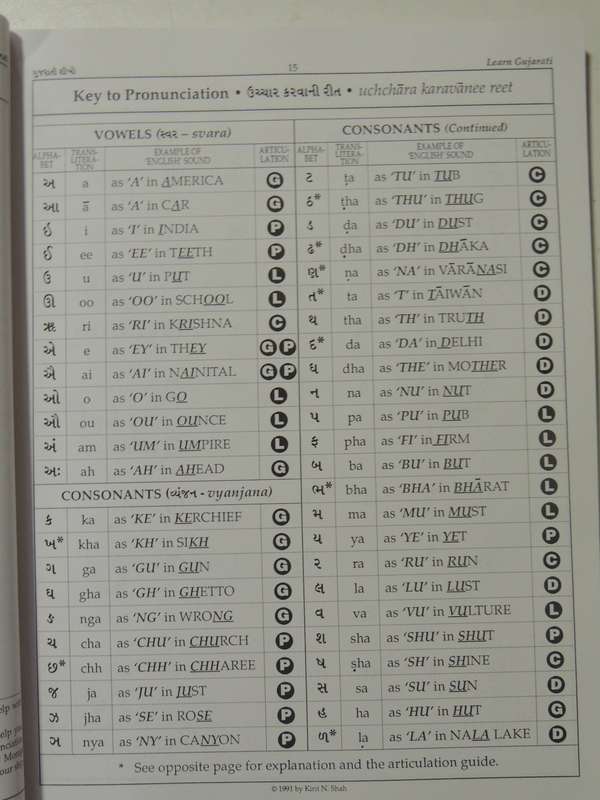 ગુજરાતી શીખો 15 Learn Gujarati
Key to Pronunciation • ઉચ્ચાર કરવાની રીત • uchchāra karavānee reet
VOWELS (સ્વર – svara)
ALPHA-BET TRANS-LITERA-TION EXAMPLE OF 'ENGLISH' SOUND ARTICU-LATION
અ a as 'A' in AMERICA G
આ ā as 'A' in CAR G
ઇ i as 'I' in INDIA P
ઈ ee as 'EE' in TEETH P
ઉ u as 'U' in PUT L
ઊ oo as 'OO' in SCHOOL L
ઋ ri as 'RI' in KRISHNA C
એ e as 'EY' in THEY G P
ઐ ai as 'AI' in NAINITAL G P
ઓ o as 'O' in GO L
ઔ ou as 'OU' in OUNCE L
અં am as 'UM' in UMPIRE L
અઃ ah as 'AH' in AHEAD G
CONSONANTS (વ્યંજન - vyanjana)
ક ka as 'KE' in KERCHIEF G
ખ* kha as 'KH' in SIKH G
ગ ga as 'GU' in GUN G
ઘ gha as 'GH' in GHETTO G
ઙ nga as 'NG' in WRONG G
ચ cha as 'CHU' in CHURCH P
છ* chh as 'CHH' in CHHAREE P
જ ja as 'JU' in JUST P
ઝ jha as 'SE' in ROSE P
ઞ nya as 'NY' in CANYON P
CONSONANTS (Continued)
ALPHA-BET TRANS-LITERA-TION EXAMPLE OF 'ENGLISH' SOUND ARTICU-LATION
ટ ṭa as 'TU' in TUB C
ઠ* ṭha as 'THU' in THUG C
ડ ḍa as 'DU' in DUST C
ઢ* ḍha as 'DH' in DHĀKA C
ણ* ṇa as 'NA' in VĀRĀNASI C
ત* ta as 'T' in TĀIWĀN D
થ tha as 'TH' in TRUTH D
દ* da as 'DA' in DELHI D
ધ dha as 'THE' in MOTHER D
ન na as 'NU' in NUT D
પ pa as 'PU' in PUB L
ફ pha as 'FI' in FIRM L
બ ba as 'BU' in BUT L
ભ* bha as 'BHA' in BHĀRAT L
મ ma as 'MU' in MUST L
ય ya as 'YE' in YET P
ર ra as 'RU' in RUN C
લ la as 'LU' in LUST D
વ va as 'VU' in VULTURE L
શ sha as 'SHU' in SHUT P
ષ ṣha as 'SH' in SHINE C
સ sa as 'SU' in SUN D
હ ha as 'HU' in HUT G
ળ* ḷa as 'LA' in NALA LAKE D
* See opposite page for explanation and the articulation guide.
© 1991 by Kirit N. Shah